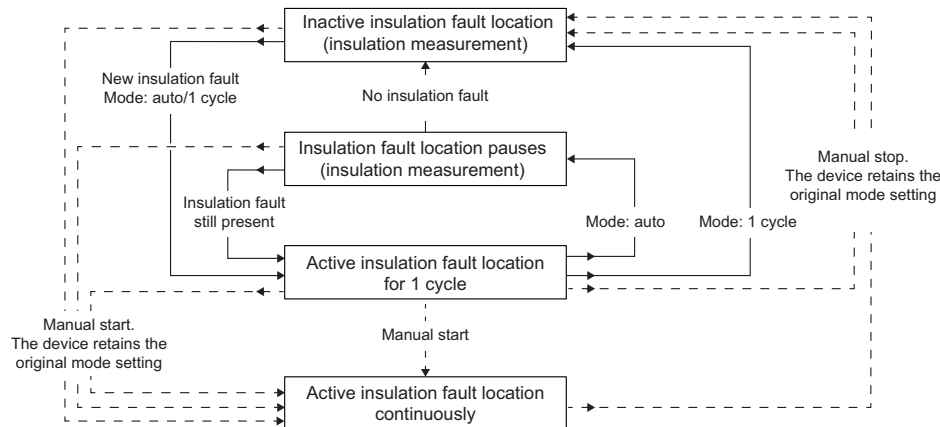 Inactive insulation fault location
(insulation measurement)
New insulation fault
Mode: auto/1 cycle
No insulation fault
Insulation fault location pauses
(insulation measurement)
Manual stop.
The device retains the
original mode setting
Insulation fault
still present
Mode: auto
Mode: 1 cycle
Active insulation fault location
for 1 cycle
Manual start.
The device retains the
original mode setting
Manual start
Active insulation fault location
continuously